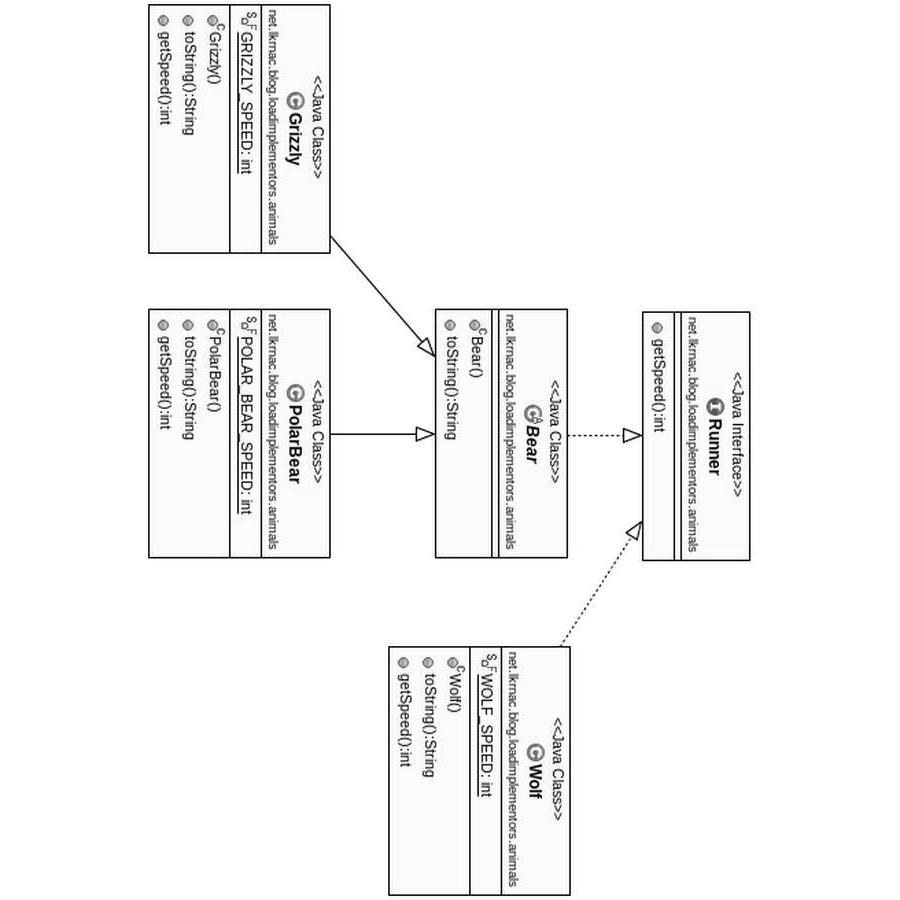 <<Java Interface>>
Runner
net.lkrnac.blog.loadimplementors.animals
getSpeed():int
<<Java Class>>
Bear
net.lkrnac.blog.loadimplementors.animals
Bear()
toString():String
<<Java Class>>
Wolf
net.lkrnac.blog.loadimplementors.animals
WOLF_SPEED: int
Wolf()
toString():String
getSpeed():int
<<Java Class>>
Grizzly
net.lkrnac.blog.loadimplementors.animals
GRIZZLY_SPEED: int
Grizzly()
toString():String
getSpeed():int
<<Java Class>>
PolarBear
net.lkrnac.blog.loadimplementors.animals
POLAR_BEAR_SPEED: int
PolarBear()
toString():String
getSpeed():int